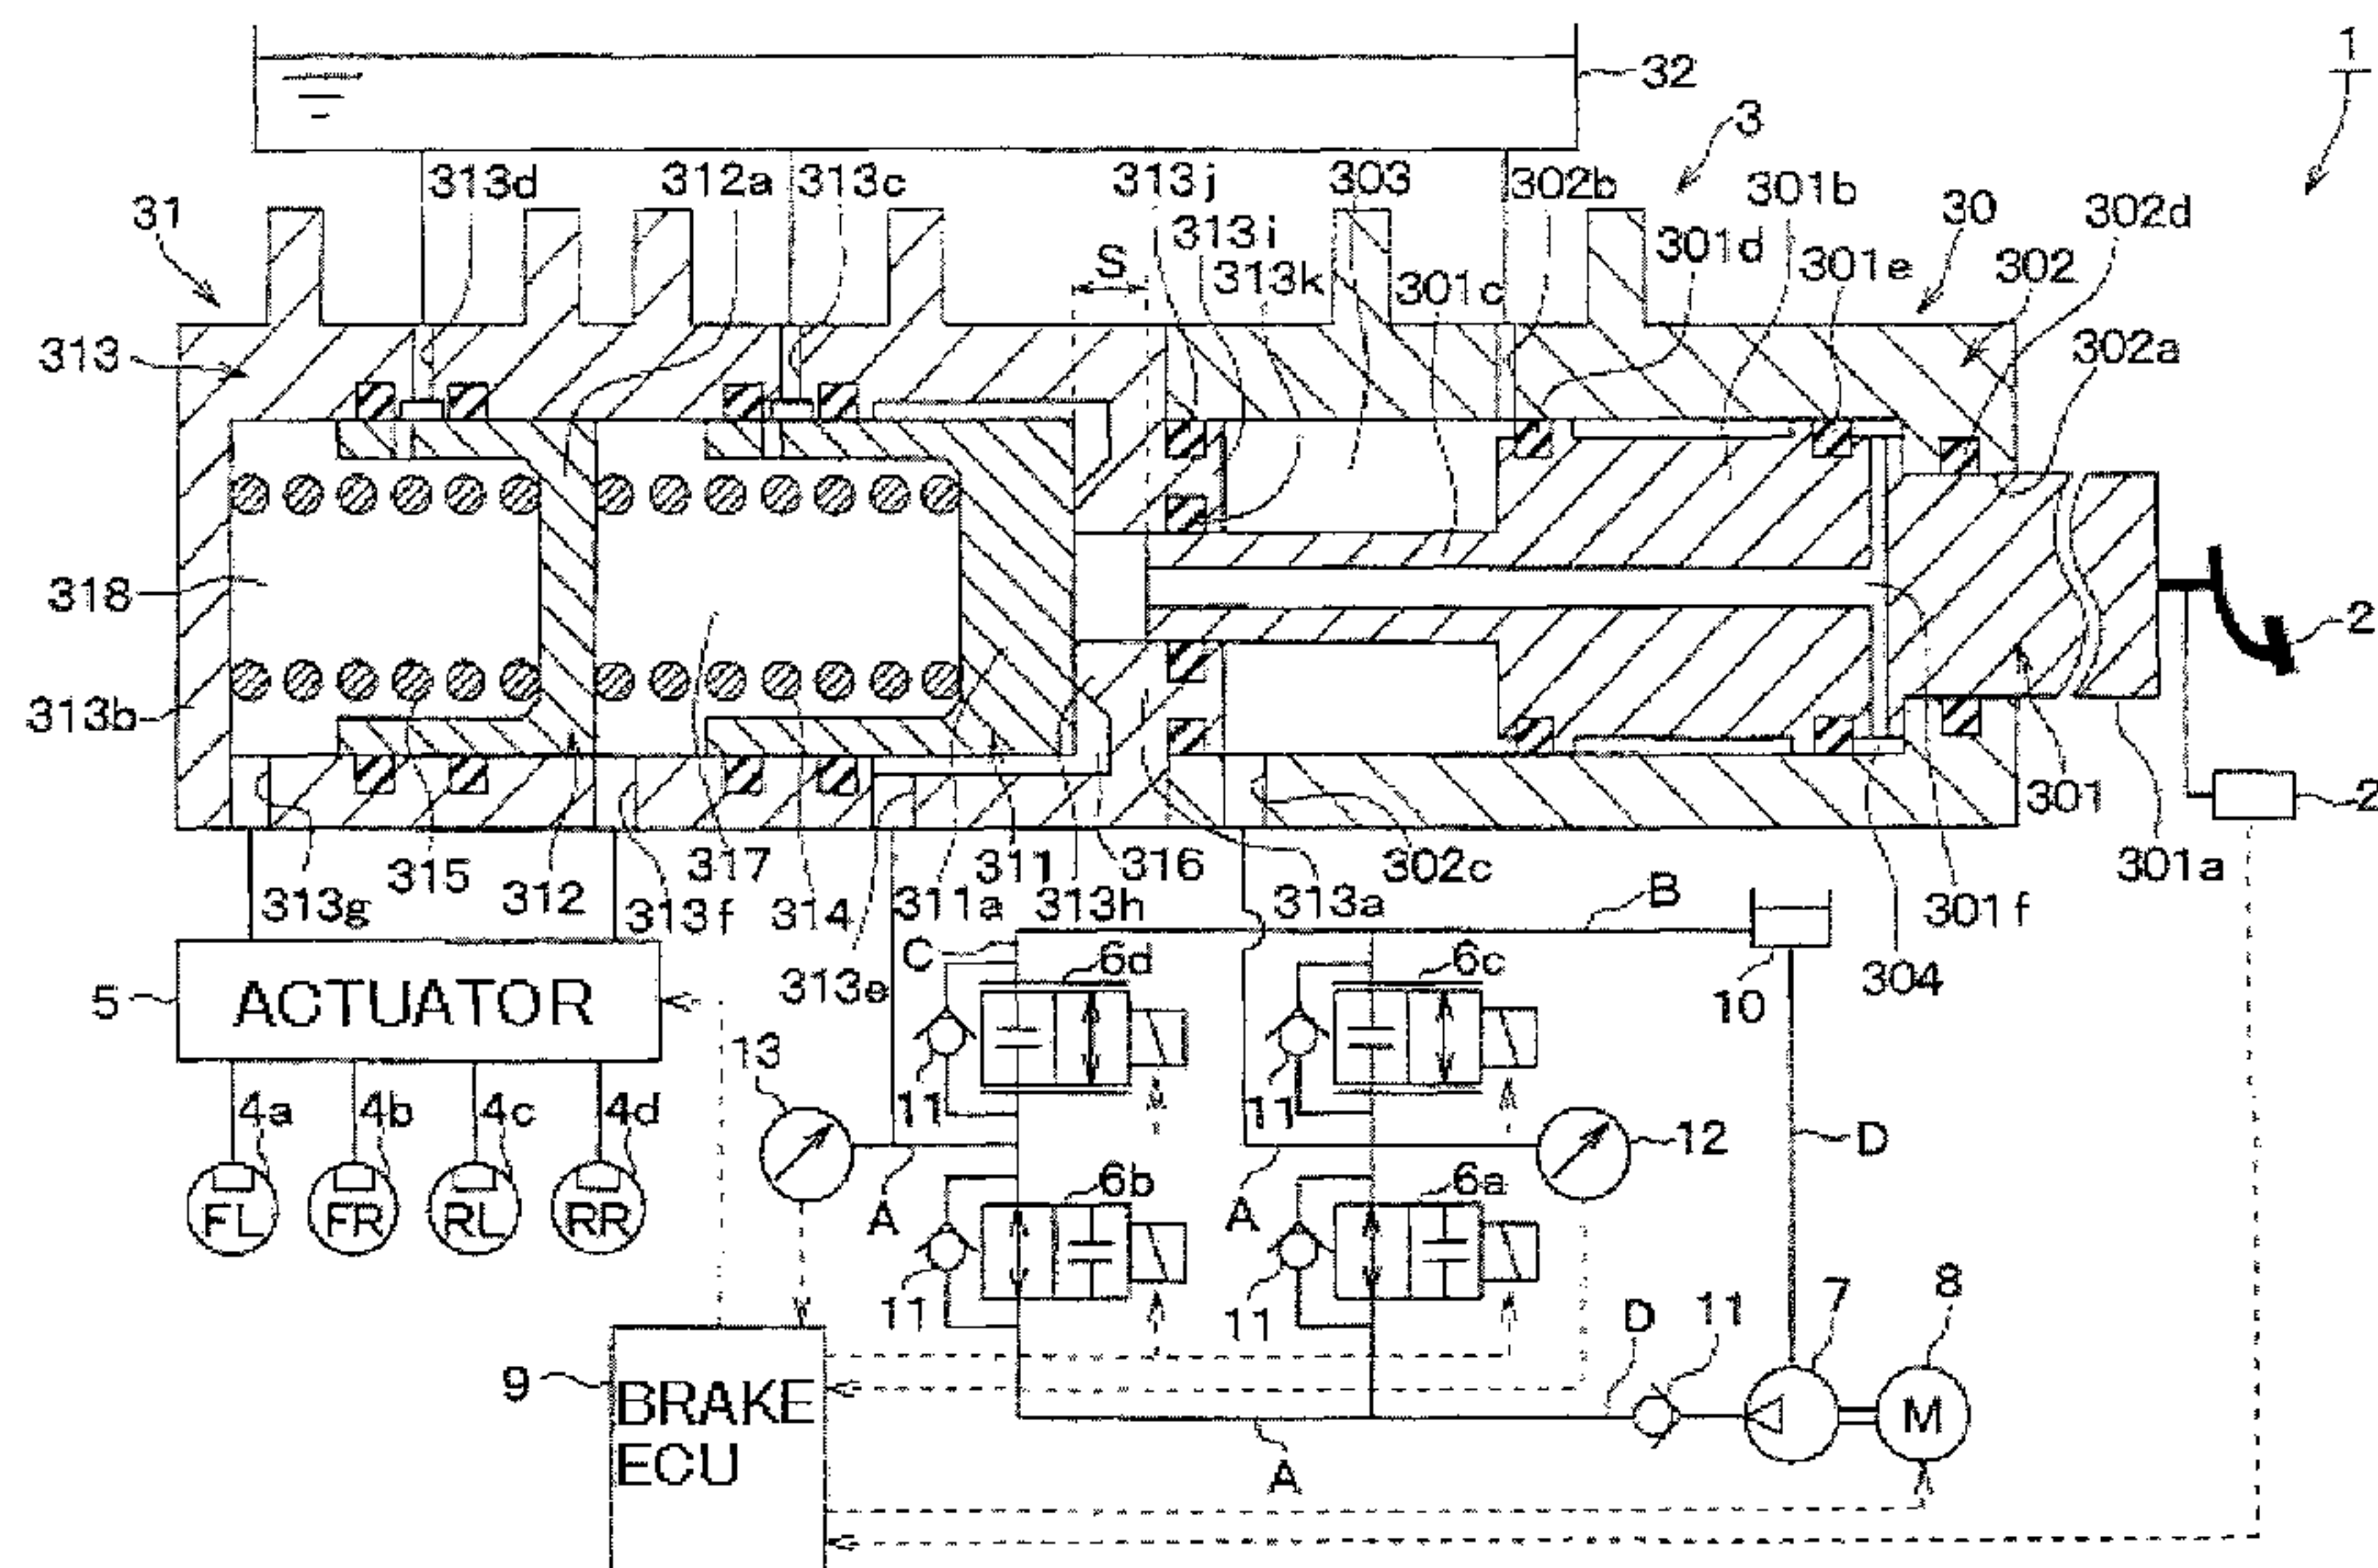 1
32
3
313d 312a 313c 313j 303 302b 301b 30 302d
31 313i 301d
S 313k 301c 301e 302
313 302a
318
2
313b
2
315 317 311 316 302c 301 301a
313g 312 313f 314 311a 313h 313a 301f
B
C 6d 6c
5 ACTUATOR 313e 10 304
13
4a 4b 4c 4d 11 11 12
D
FL FR RL RR A 6b A 6a
11 11 D 11 7 8
9 BRAKE M
ECU A